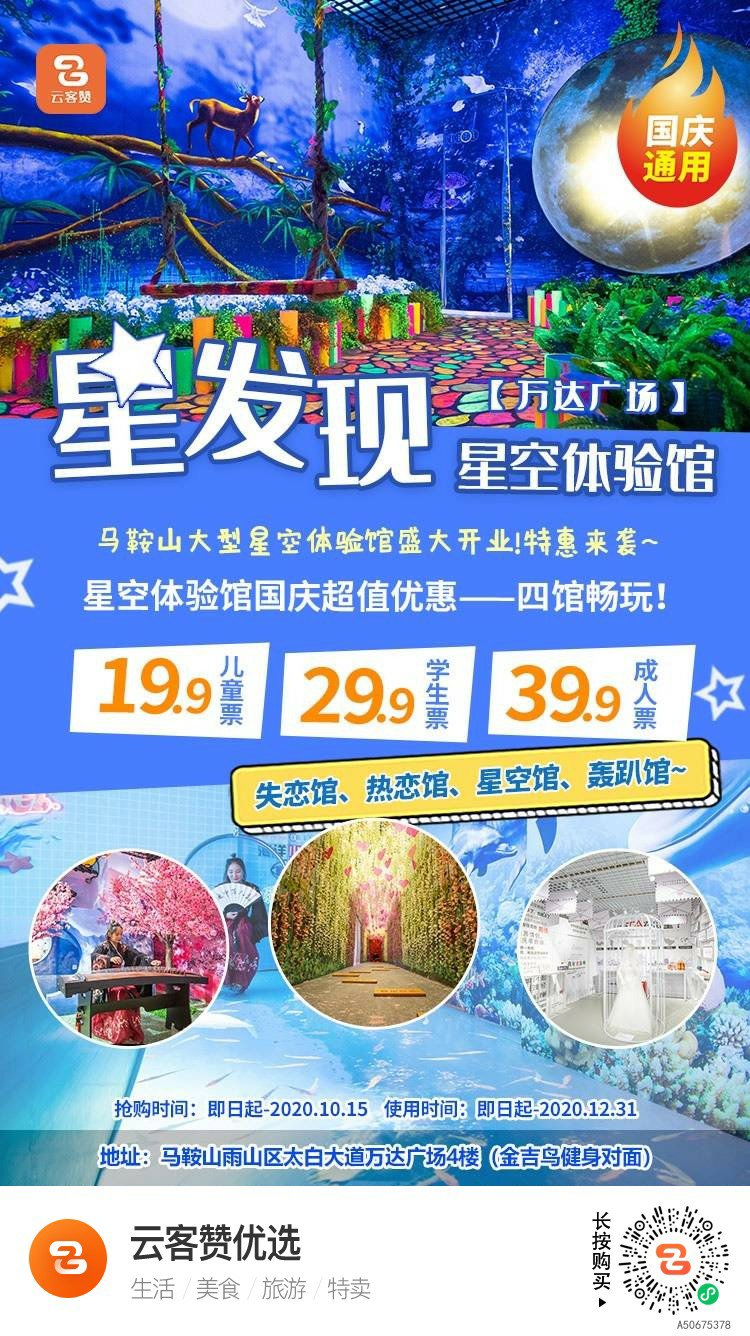 云客赞
国庆
通用
星发现
【万达广场】
星空体验馆
马鞍山大型星空体验馆盛大开业!特惠来袭~
星空体验馆国庆超值优惠——四馆畅玩!
19.9 儿童票
29.9 学生票
39.9 成人票
失恋馆、热恋馆、星空馆、轰趴馆~
抢购时间：即日起-2020.10.15 使用时间：即日起-2020.12.31
地址：马鞍山雨山区太白大道万达广场4楼（金吉鸟健身对面）
云客赞优选
生活 / 美食 / 旅游 / 特卖
长按购买
A50675378